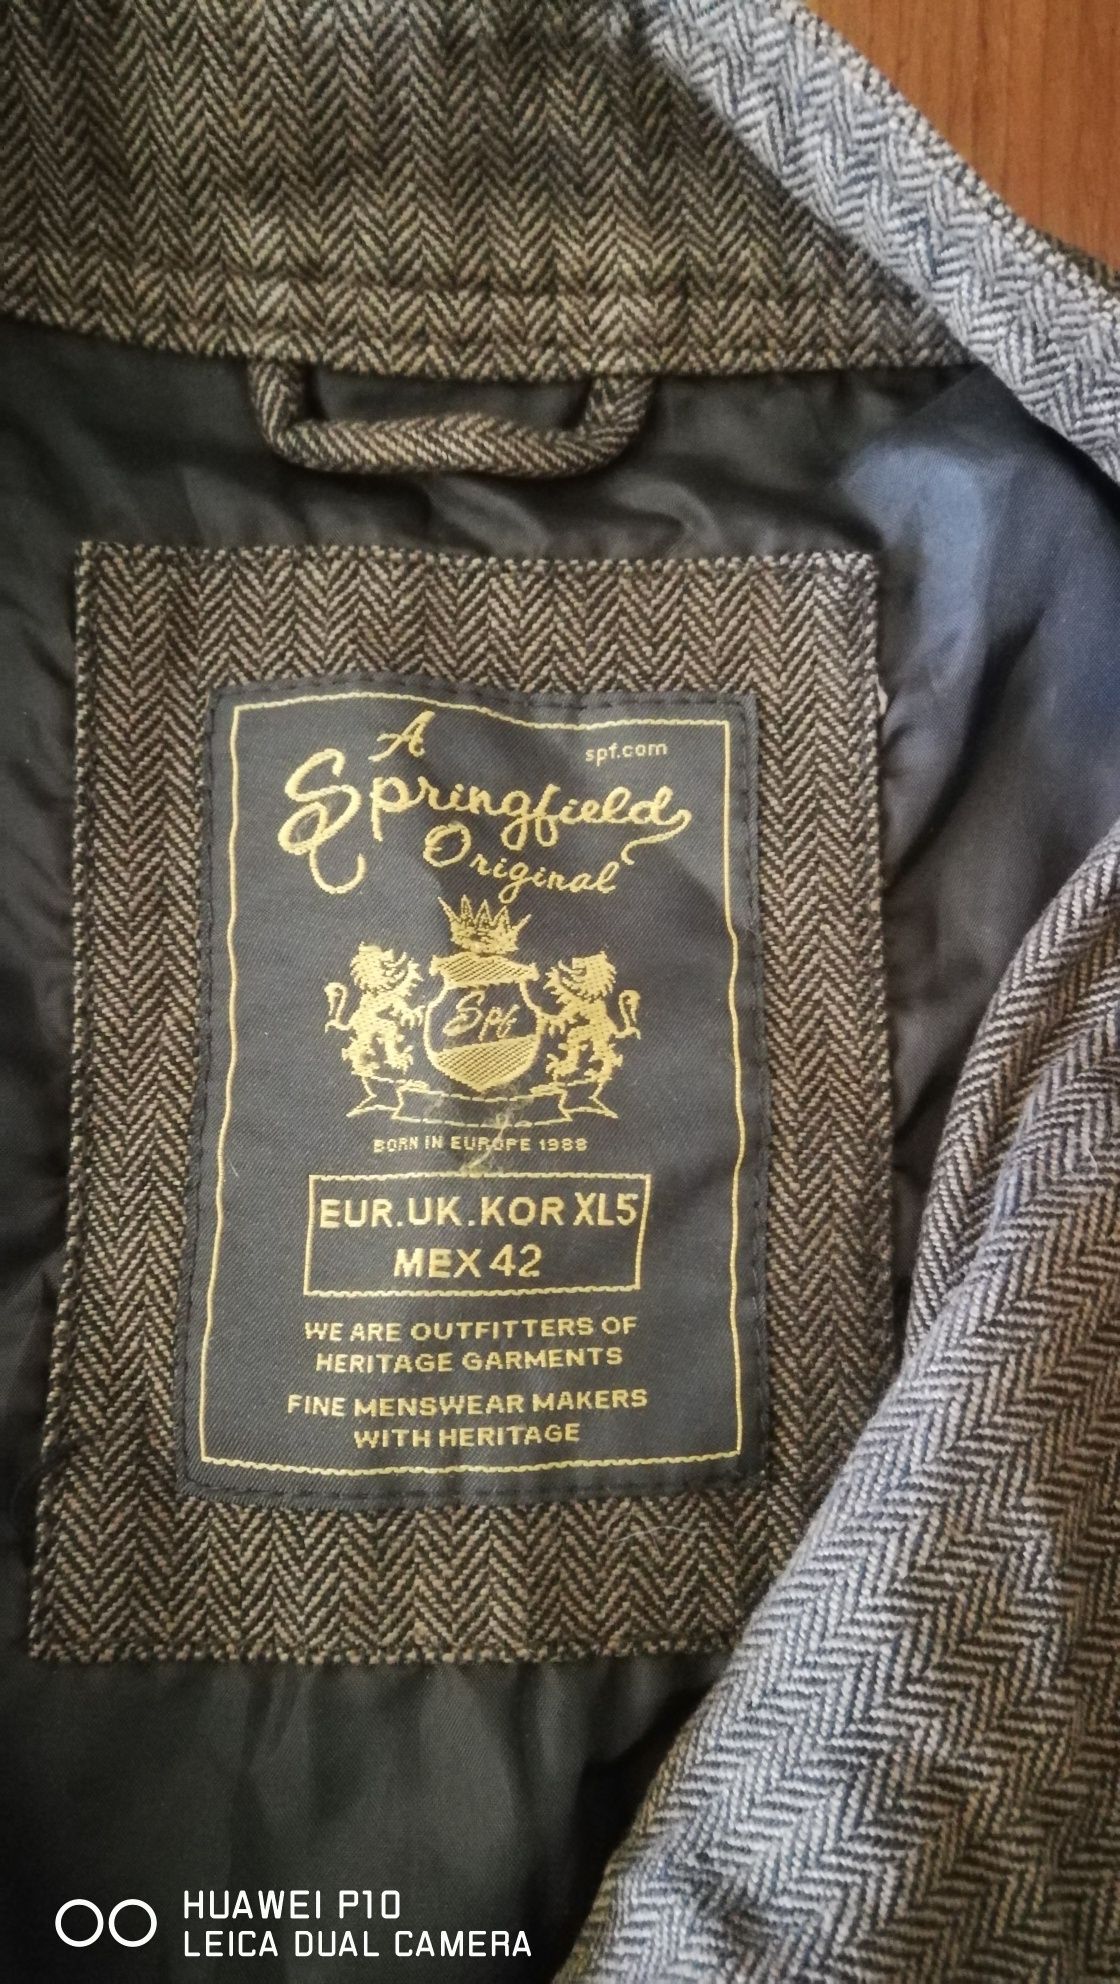 A
spf.com
Springfield
Original
Spf
BORN IN EUROPE 1988
EUR.UK.KOR XL5
MEX 42
WE ARE OUTFITTERS OF
HERITAGE GARMENTS
FINE MENSWEAR MAKERS
WITH HERITAGE
HUAWEI P10
LEICA DUAL CAMERA